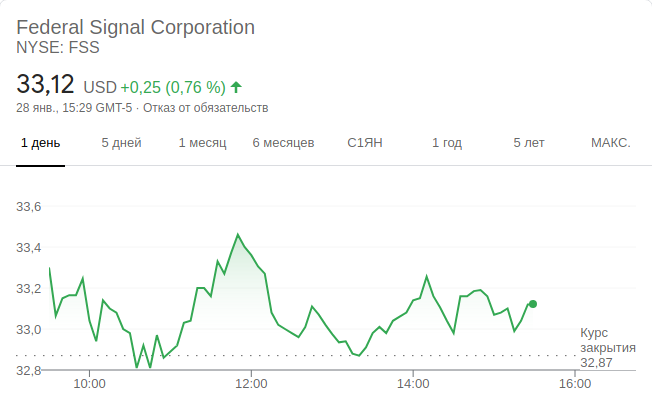 Federal Signal Corporation
NYSE: FSS
33,12 USD +0,25 (0,76 %)
28 янв., 15:29 GMT-5 · Отказ от обязательств
1 день 5 дней 1 месяц 6 месяцев С1ЯН 1 год 5 лет МАКС.
33,6
33,4
33,2
33,0
32,8
Курс
закрытия
32,87
10:00 12:00 14:00 16:00